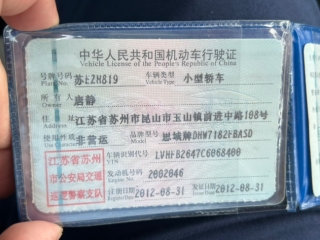 中华人民共和国机动车行驶证
Vehicle License of the People's Republic of China
号牌号码 苏EZH819 车辆类型 小型轿车
所有人 唐静
住址 江苏省苏州市昆山市玉山镇前进中路108号
使用性质 非营运 品牌型号 思域牌DHW7182FBASD
江苏省苏州
市公安局交通
巡逻警察支队
车辆识别代号 LVHFB2647C6068400
VIN
发动机号码 2002046
注册日期 2012-08-31 发证日期 2012-08-31